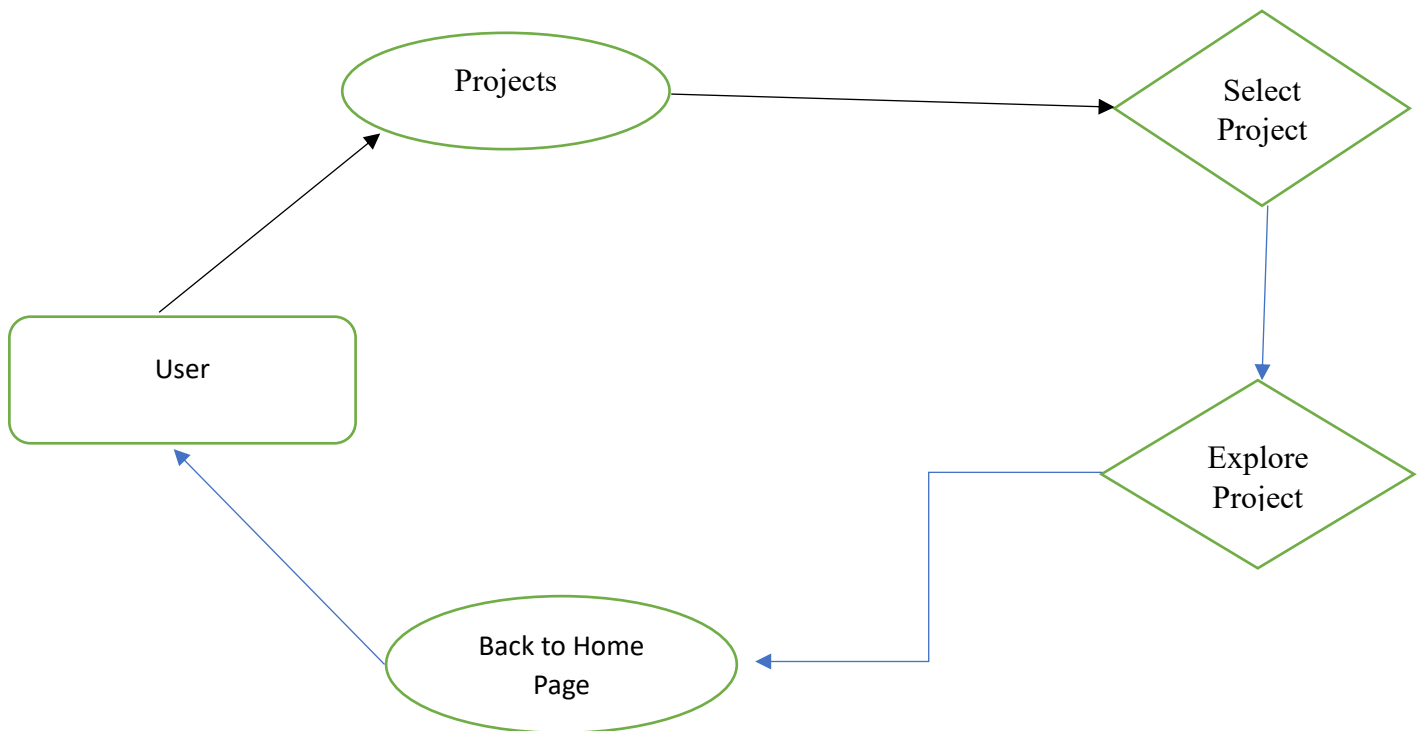 Projects
Select
Project
User
Explore
Project
Back to Home
Page